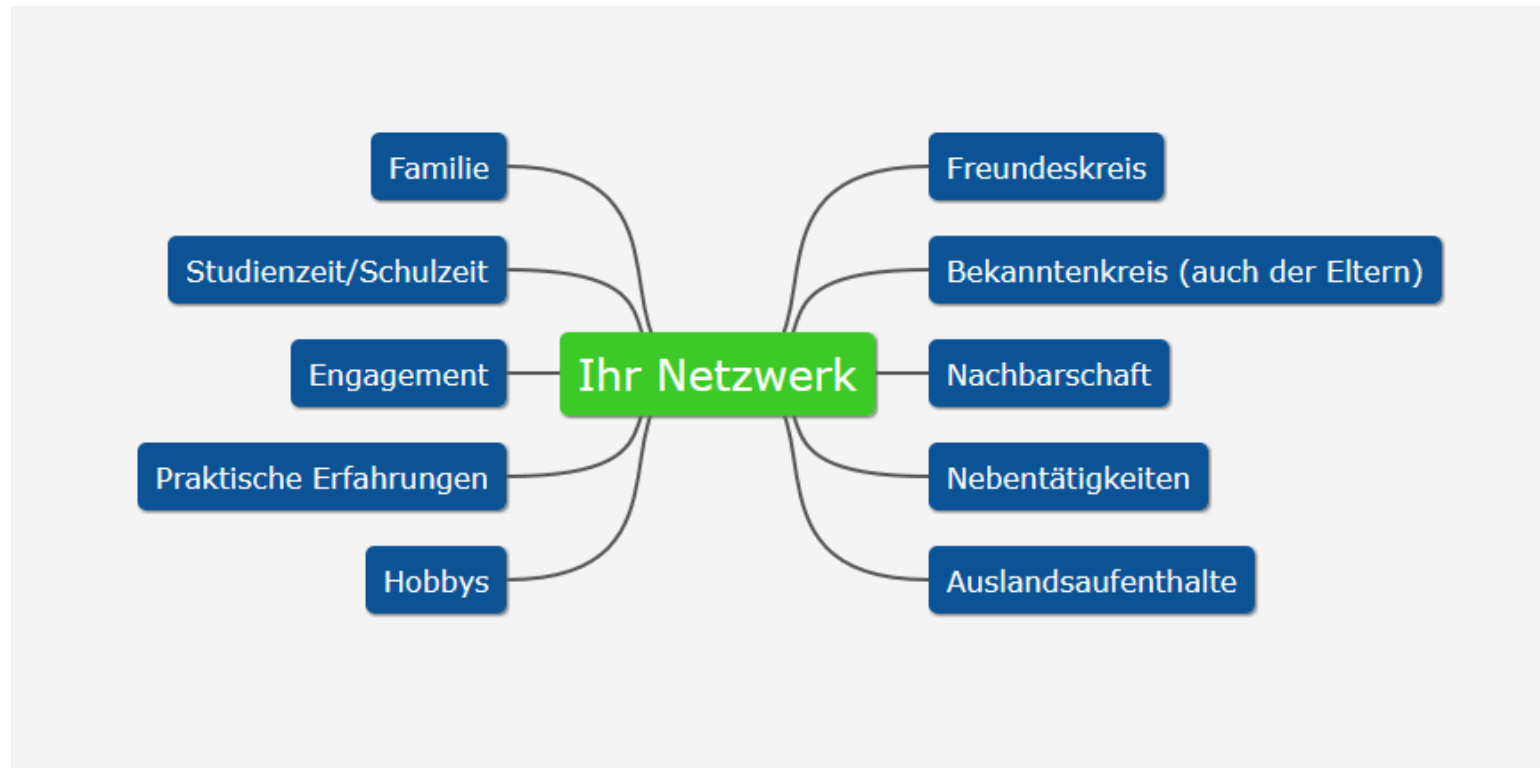 Familie
Studienzeit/Schulzeit
Engagement
Praktische Erfahrungen
Hobbys
Ihr Netzwerk
Freundeskreis
Bekanntenkreis (auch der Eltern)
Nachbarschaft
Nebentätigkeiten
Auslandsaufenthalte